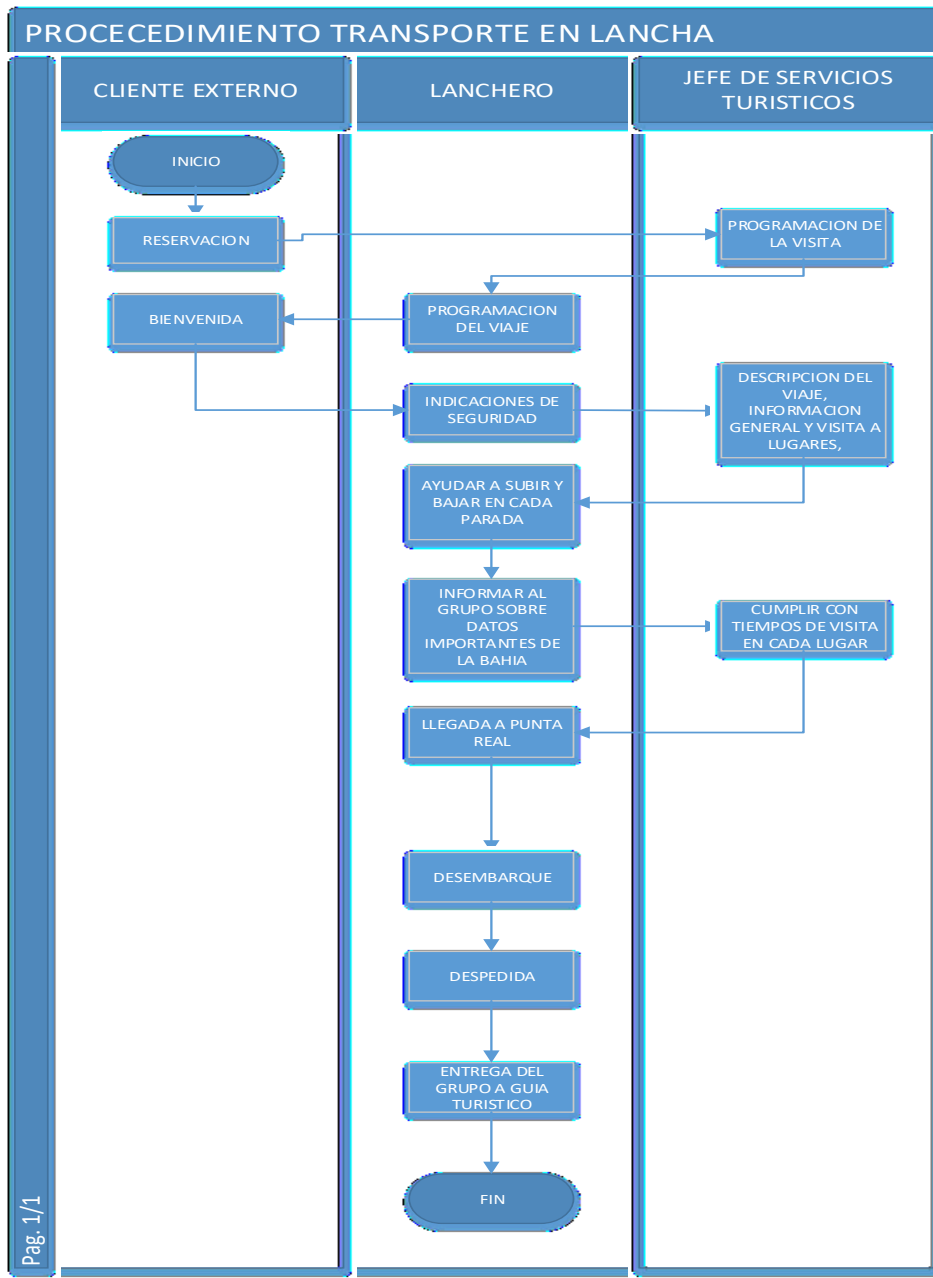 PROCECEDIMIENTO TRANSPORTE EN LANCHA
CLIENTE EXTERNO
LANCHERO
JEFE DE SERVICIOS
TURISTICOS
INICIO
RESERVACION
PROGRAMACION DE
LA VISITA
BIENVENIDA
PROGRAMACION
DEL VIAJE
INDICACIONES DE
SEGURIDAD
DESCRIPCION DEL
VIAJE,
INFORMACION
GENERAL Y VISITA A
LUGARES,
AYUDAR A SUBIR Y
BAJAR EN CADA
PARADA
INFORMAR AL
GRUPO SOBRE
DATOS
IMPORTANTES DE
LA BAHIA
CUMPLIR CON
TIEMPOS DE VISITA
EN CADA LUGAR
LLEGADA A PUNTA
REAL
DESEMBARQUE
DESPEDIDA
ENTREGA DEL
GRUPO A GUIA
TURISTICO
FIN
Pag. 1/1